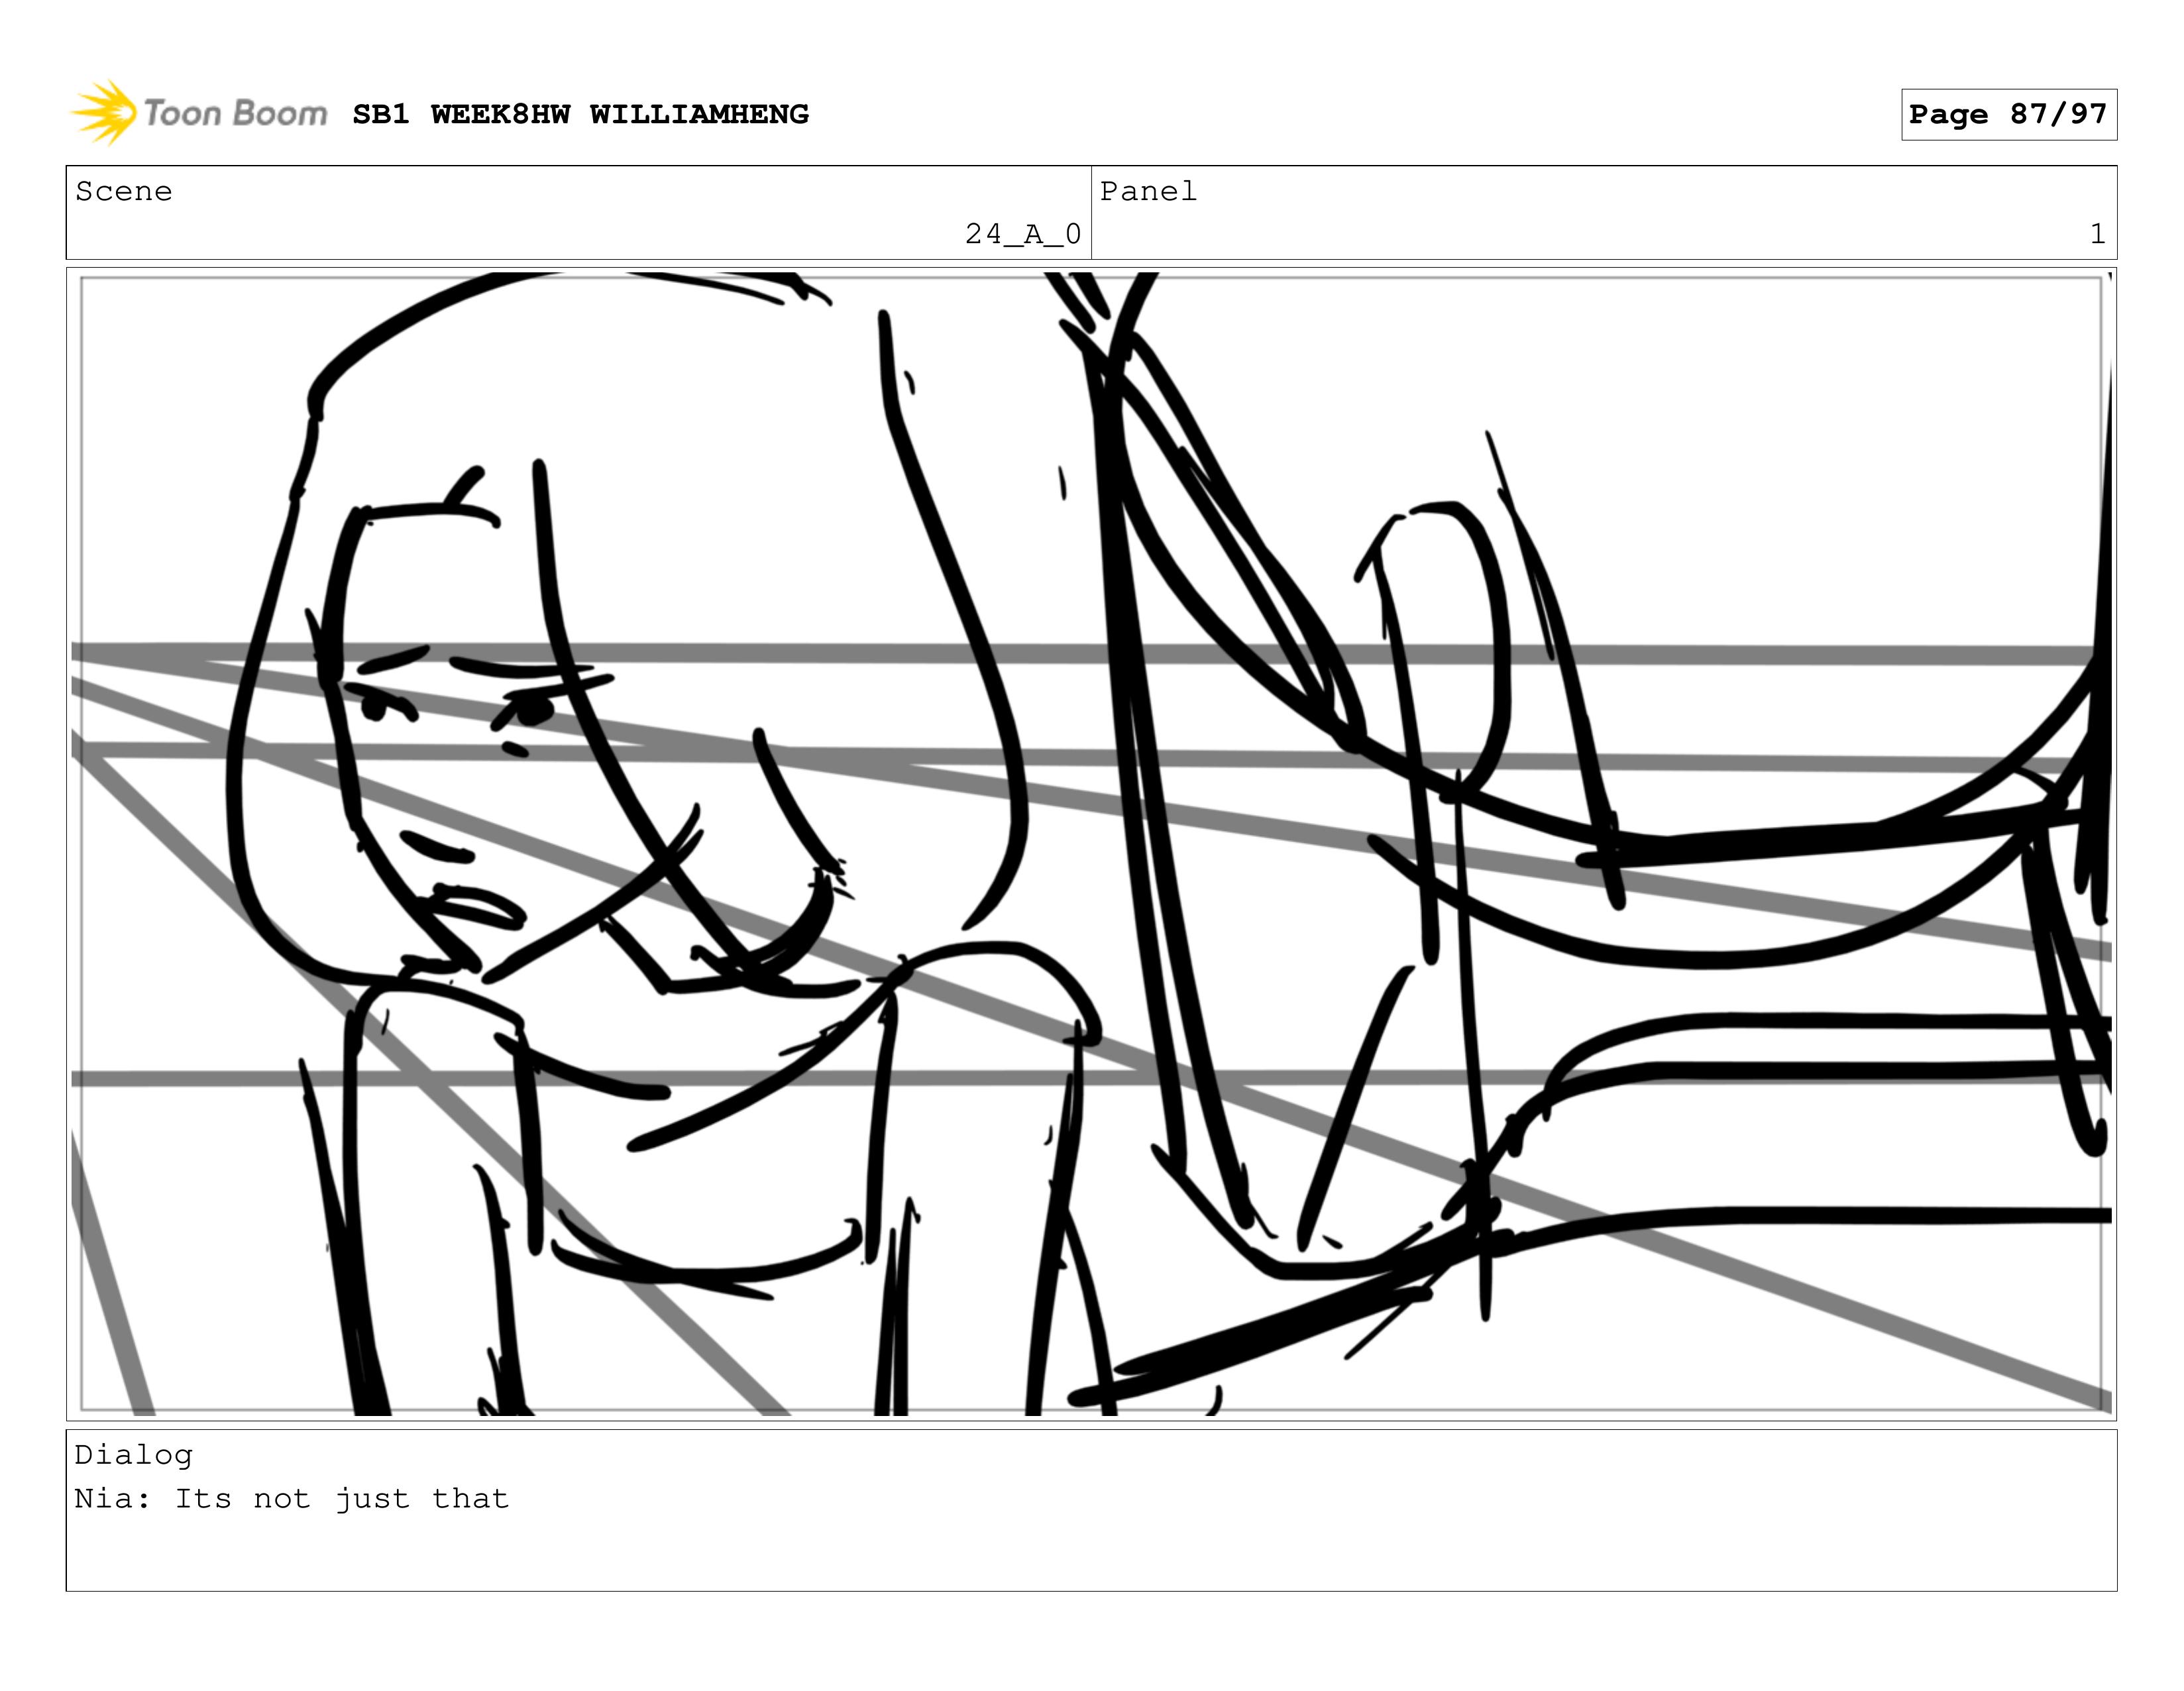 Toon Boom SB1 WEEK8HW WILLIAMHENG
Page 87/97
Scene
Panel
24_A_0
1
Dialog
Nia: Its not just that